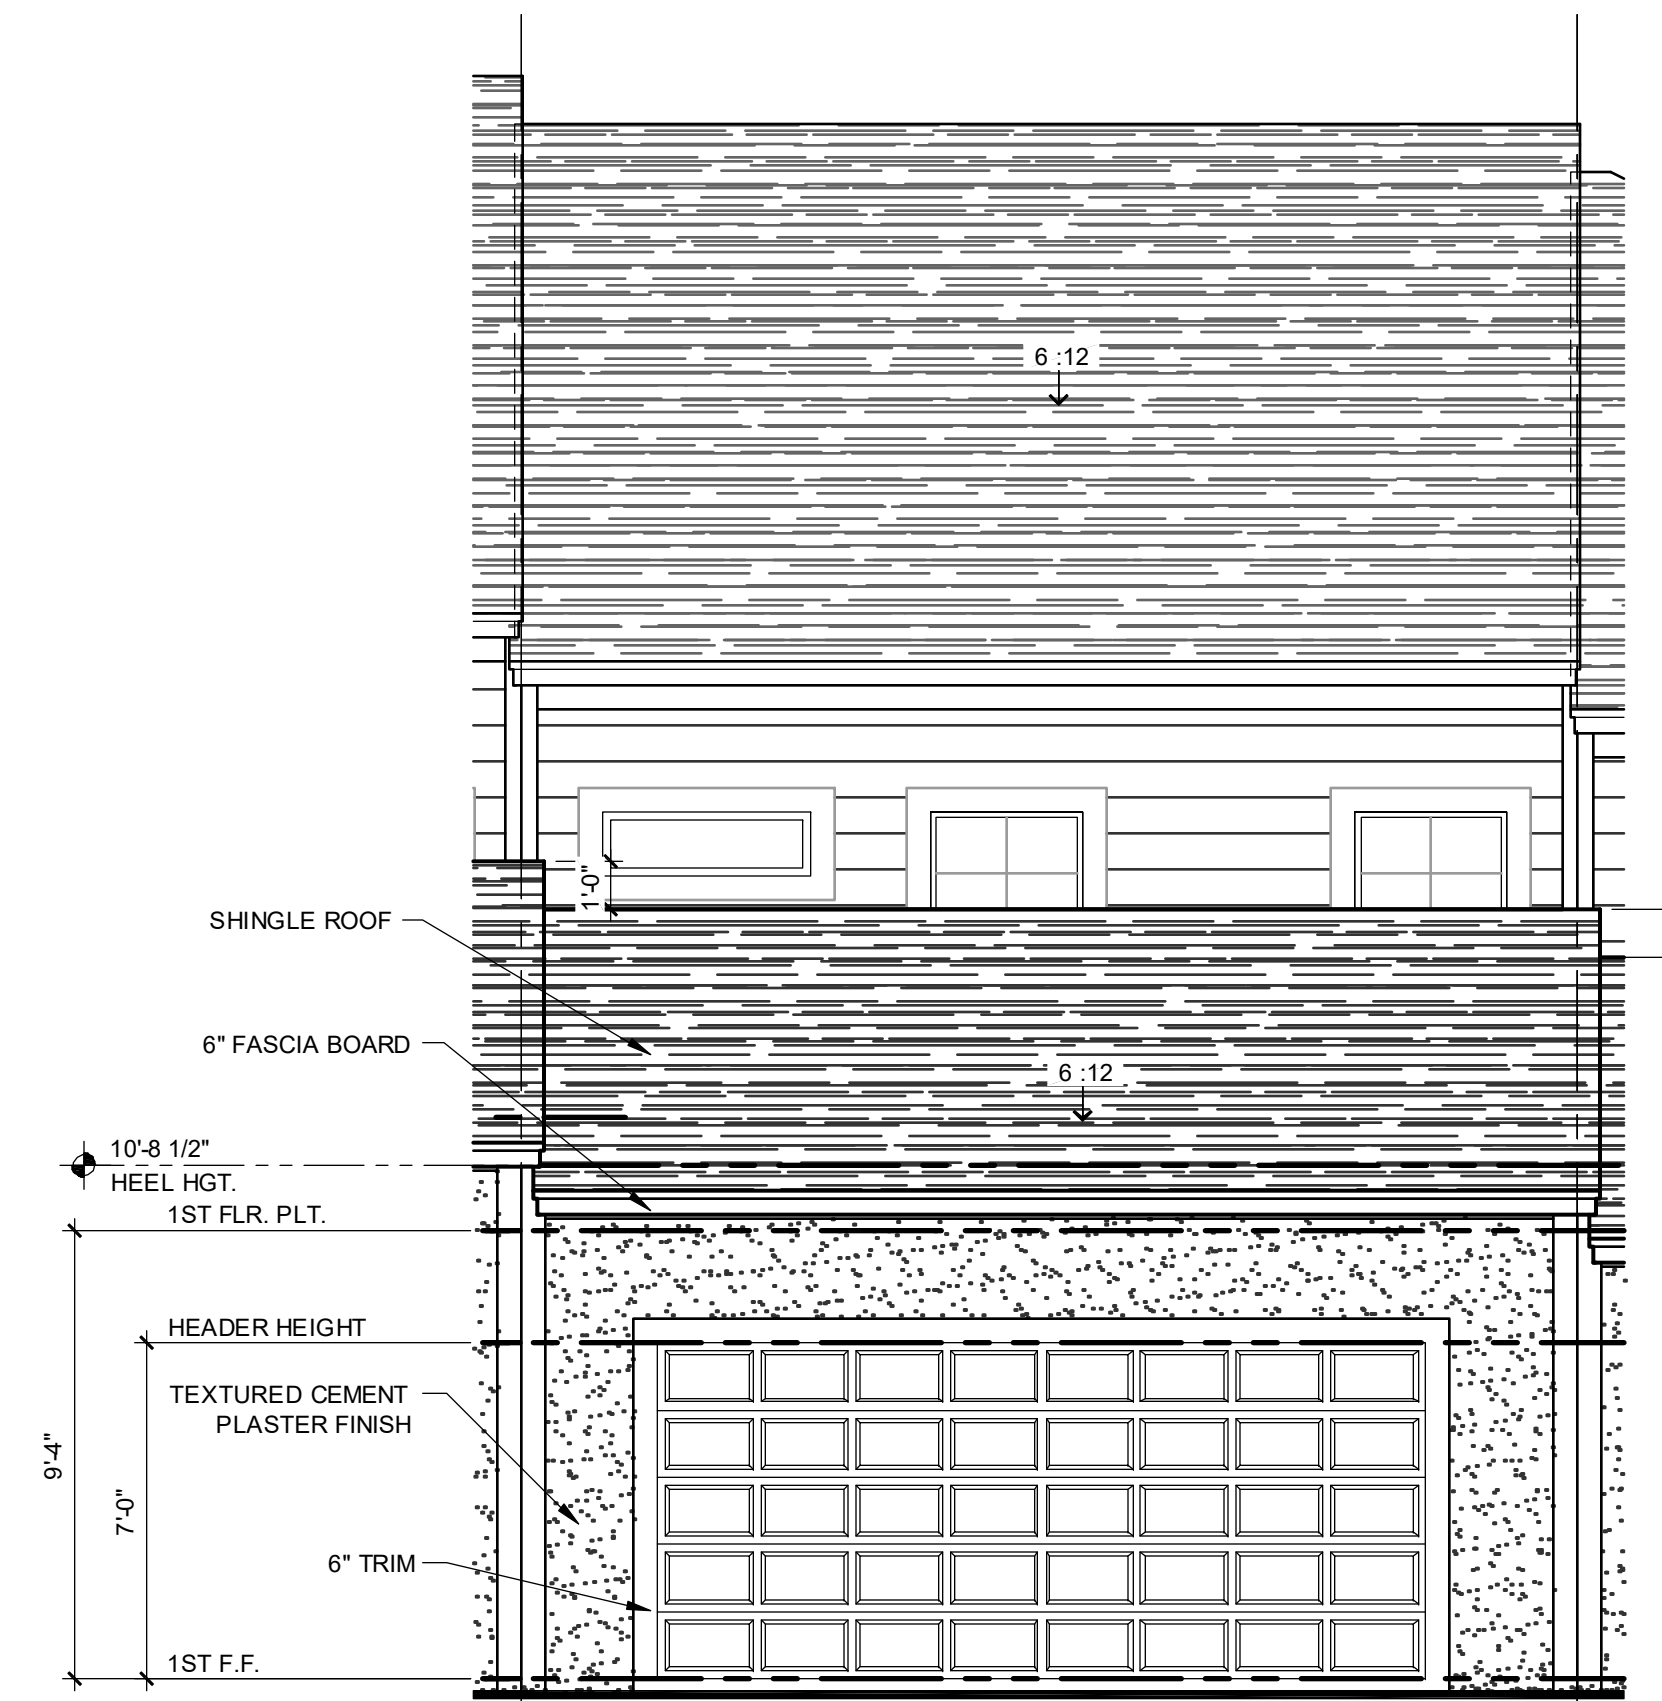 6 :12
1'-0"
SHINGLE ROOF
6" FASCIA BOARD
6 :12
10'-8 1/2"
HEEL HGT.
1ST FLR. PLT.
HEADER HEIGHT
TEXTURED CEMENT
PLASTER FINISH
9'-4"
7'-0"
6" TRIM
1ST F.F.